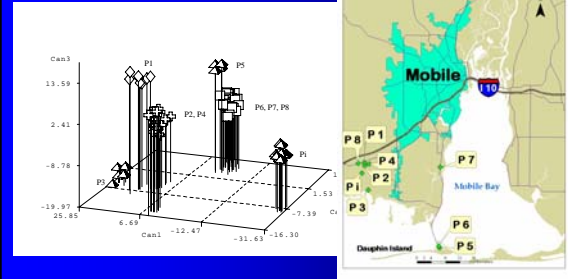 Can3
P1
P5
13.59
P2, P4
P6, P7, P8
2.41
Pi
-8.78
P3
1.53
-19.97
-7.39
25.85
6.69
Can1
-12.47
-31.63
-16.30
Mobile
I 10
P 8
P 1
P 4
P 7
P 2
Pi
Mobile Bay
P 3
P 6
P 5
Dauphin Island